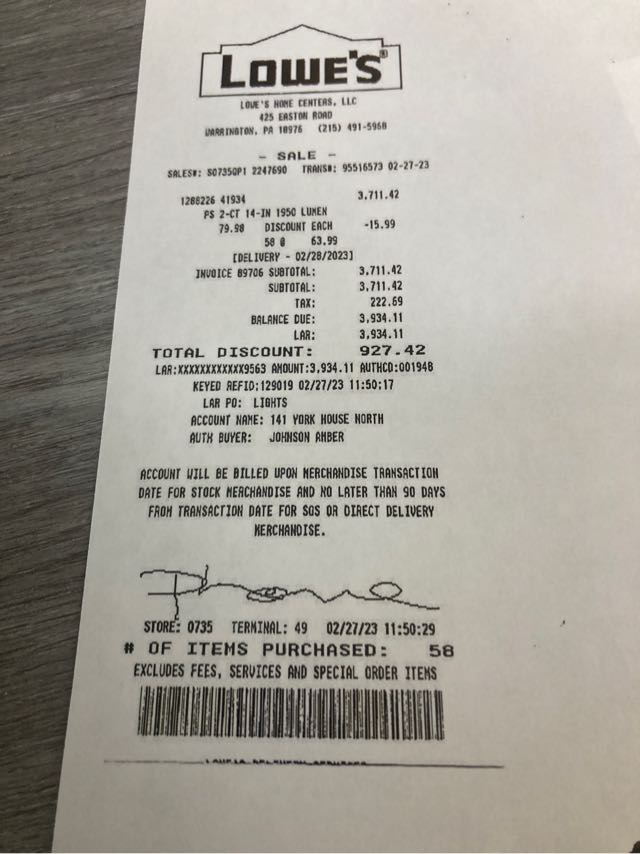 LOWE'S®
LOWE'S HOME CENTERS, LLC
425 EASTON ROAD
WARRINGTON, PA 18976 (215) 491-5960
- SALE -
SALES#: S0735QP1 2247690 TRANS#: 95516573 02-27-23
1288226 41934 3,711.42
PS 2-CT 14-IN 1950 LUMEN
79.98 DISCOUNT EACH -15.99
58 @ 63.99
[DELIVERY - 02/28/2023]
INVOICE 89706 SUBTOTAL: 3,711.42
SUBTOTAL: 3,711.42
TAX: 222.69
BALANCE DUE: 3,934.11
LAR: 3,934.11
TOTAL DISCOUNT: 927.42
LAR:XXXXXXXXXXXX9563 AMOUNT:3,934.11 AUTHCD:001948
KEYED REFID:129019 02/27/23 11:50:17
LAR PO: LIGHTS
ACCOUNT NAME: 141 YORK HOUSE NORTH
AUTH BUYER: JOHNSON AMBER
ACCOUNT WILL BE BILLED UPON MERCHANDISE TRANSACTION
DATE FOR STOCK MERCHANDISE AND NO LATER THAN 90 DAYS
FROM TRANSACTION DATE FOR SOS OR DIRECT DELIVERY
MERCHANDISE.
STORE: 0735 TERMINAL: 49 02/27/23 11:50:29
# OF ITEMS PURCHASED: 58
EXCLUDES FEES, SERVICES AND SPECIAL ORDER ITEMS